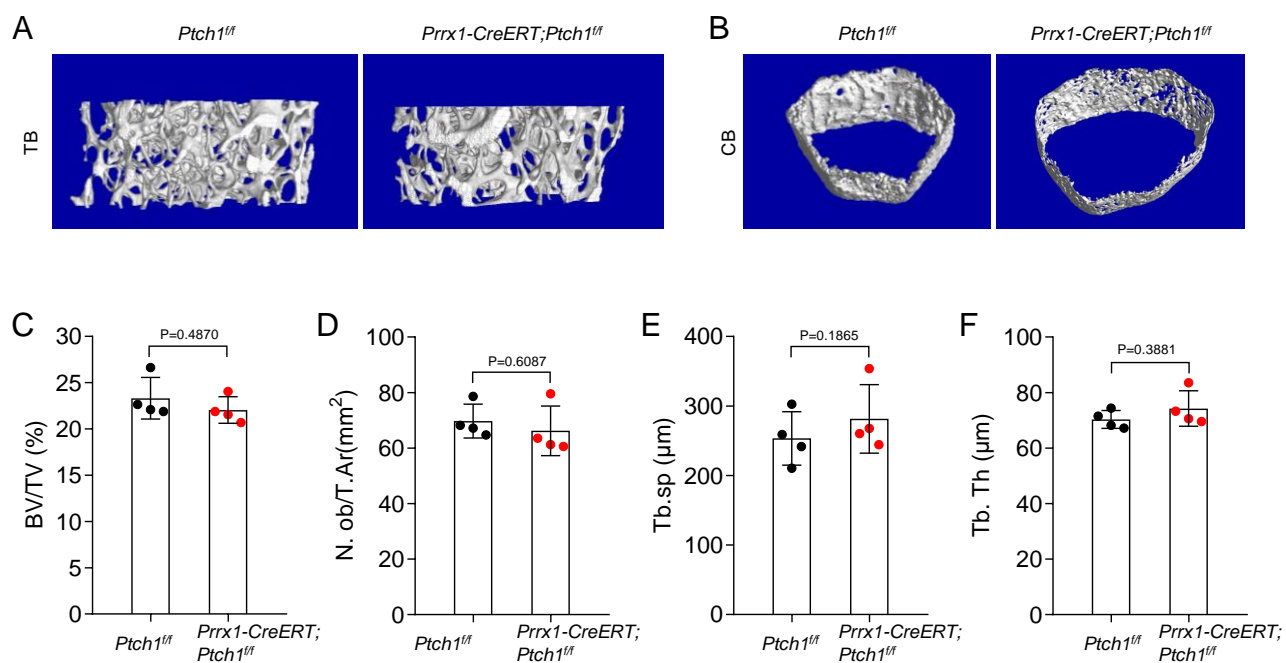 A
Ptch1f/f
Prrx1-CreERT;Ptch1f/f
B
Ptch1f/f
Prrx1-CreERT;Ptch1f/f
TB
CB
C
30
25
20
15
10
5
0
BV/TV (%)
P=0.4870
Ptch1f/f
Prrx1-CreERT;
Ptch1f/f
D
100
80
60
40
20
0
N. ob/T.Ar(mm2)
P=0.6087
Ptch1f/f
Prrx1-CreERT;
Ptch1f/f
E
400
300
200
100
0
Tb.sp (μm)
P=0.1865
Ptch1f/f
Prrx1-CreERT;
Ptch1f/f
F
100
80
60
40
20
0
Tb. Th (μm)
P=0.3881
Ptch1f/f
Prrx1-CreERT;
Ptch1f/f